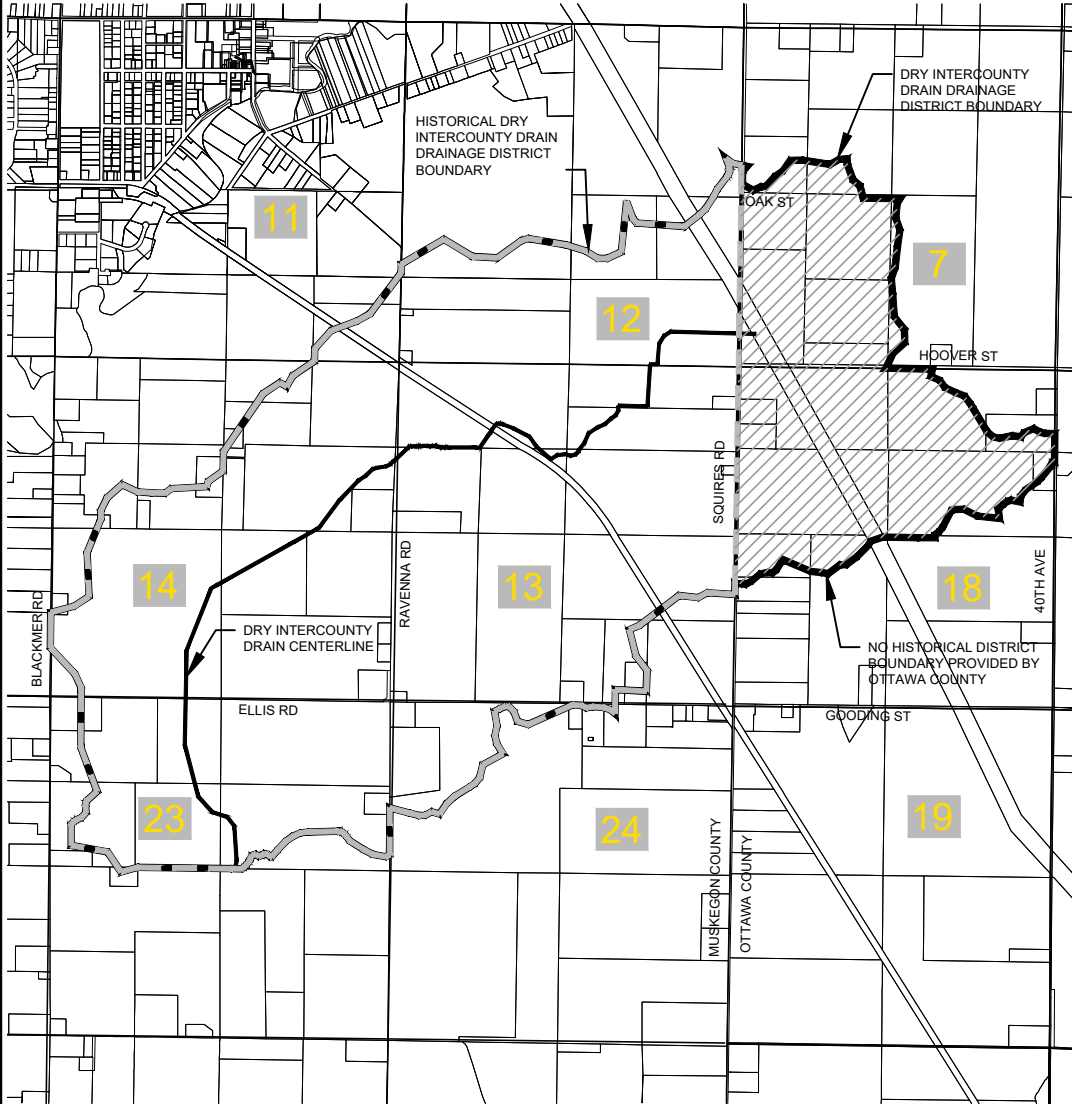 DRY INTERCOUNTY
DRAIN DRAINAGE
DISTRICT BOUNDARY
HISTORICAL DRY
INTERCOUNTY DRAIN
DRAINAGE DISTRICT
BOUNDARY
OAK ST
11
7
12
HOOVER ST
SQUIRES RD
RAVENNA RD
14
13
18
40TH AVE
BLACKMER RD
DRY INTERCOUNTY
DRAIN CENTERLINE
NO HISTORICAL DISTRICT
BOUNDARY PROVIDED BY
OTTAWA COUNTY
ELLIS RD
GOODING ST
23
24
19
MUSKEGON COUNTY
OTTAWA COUNTY